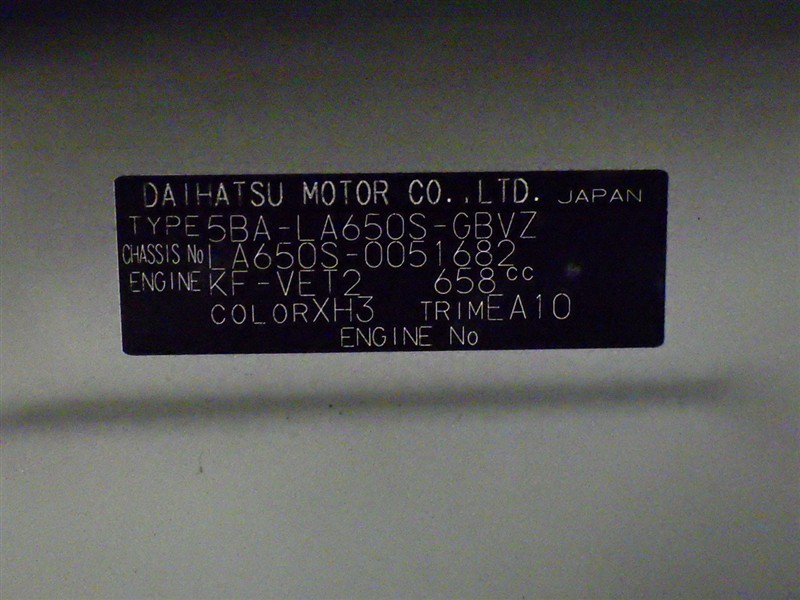 DAIHATSU MOTOR CO.,LTD. JAPAN
TYPE 5BA-LA650S-GBVZ
CHASSIS No LA650S-0051682
ENGINE KF-VET2 658cc
COLOR XH3 TRIM EA10
ENGINE No